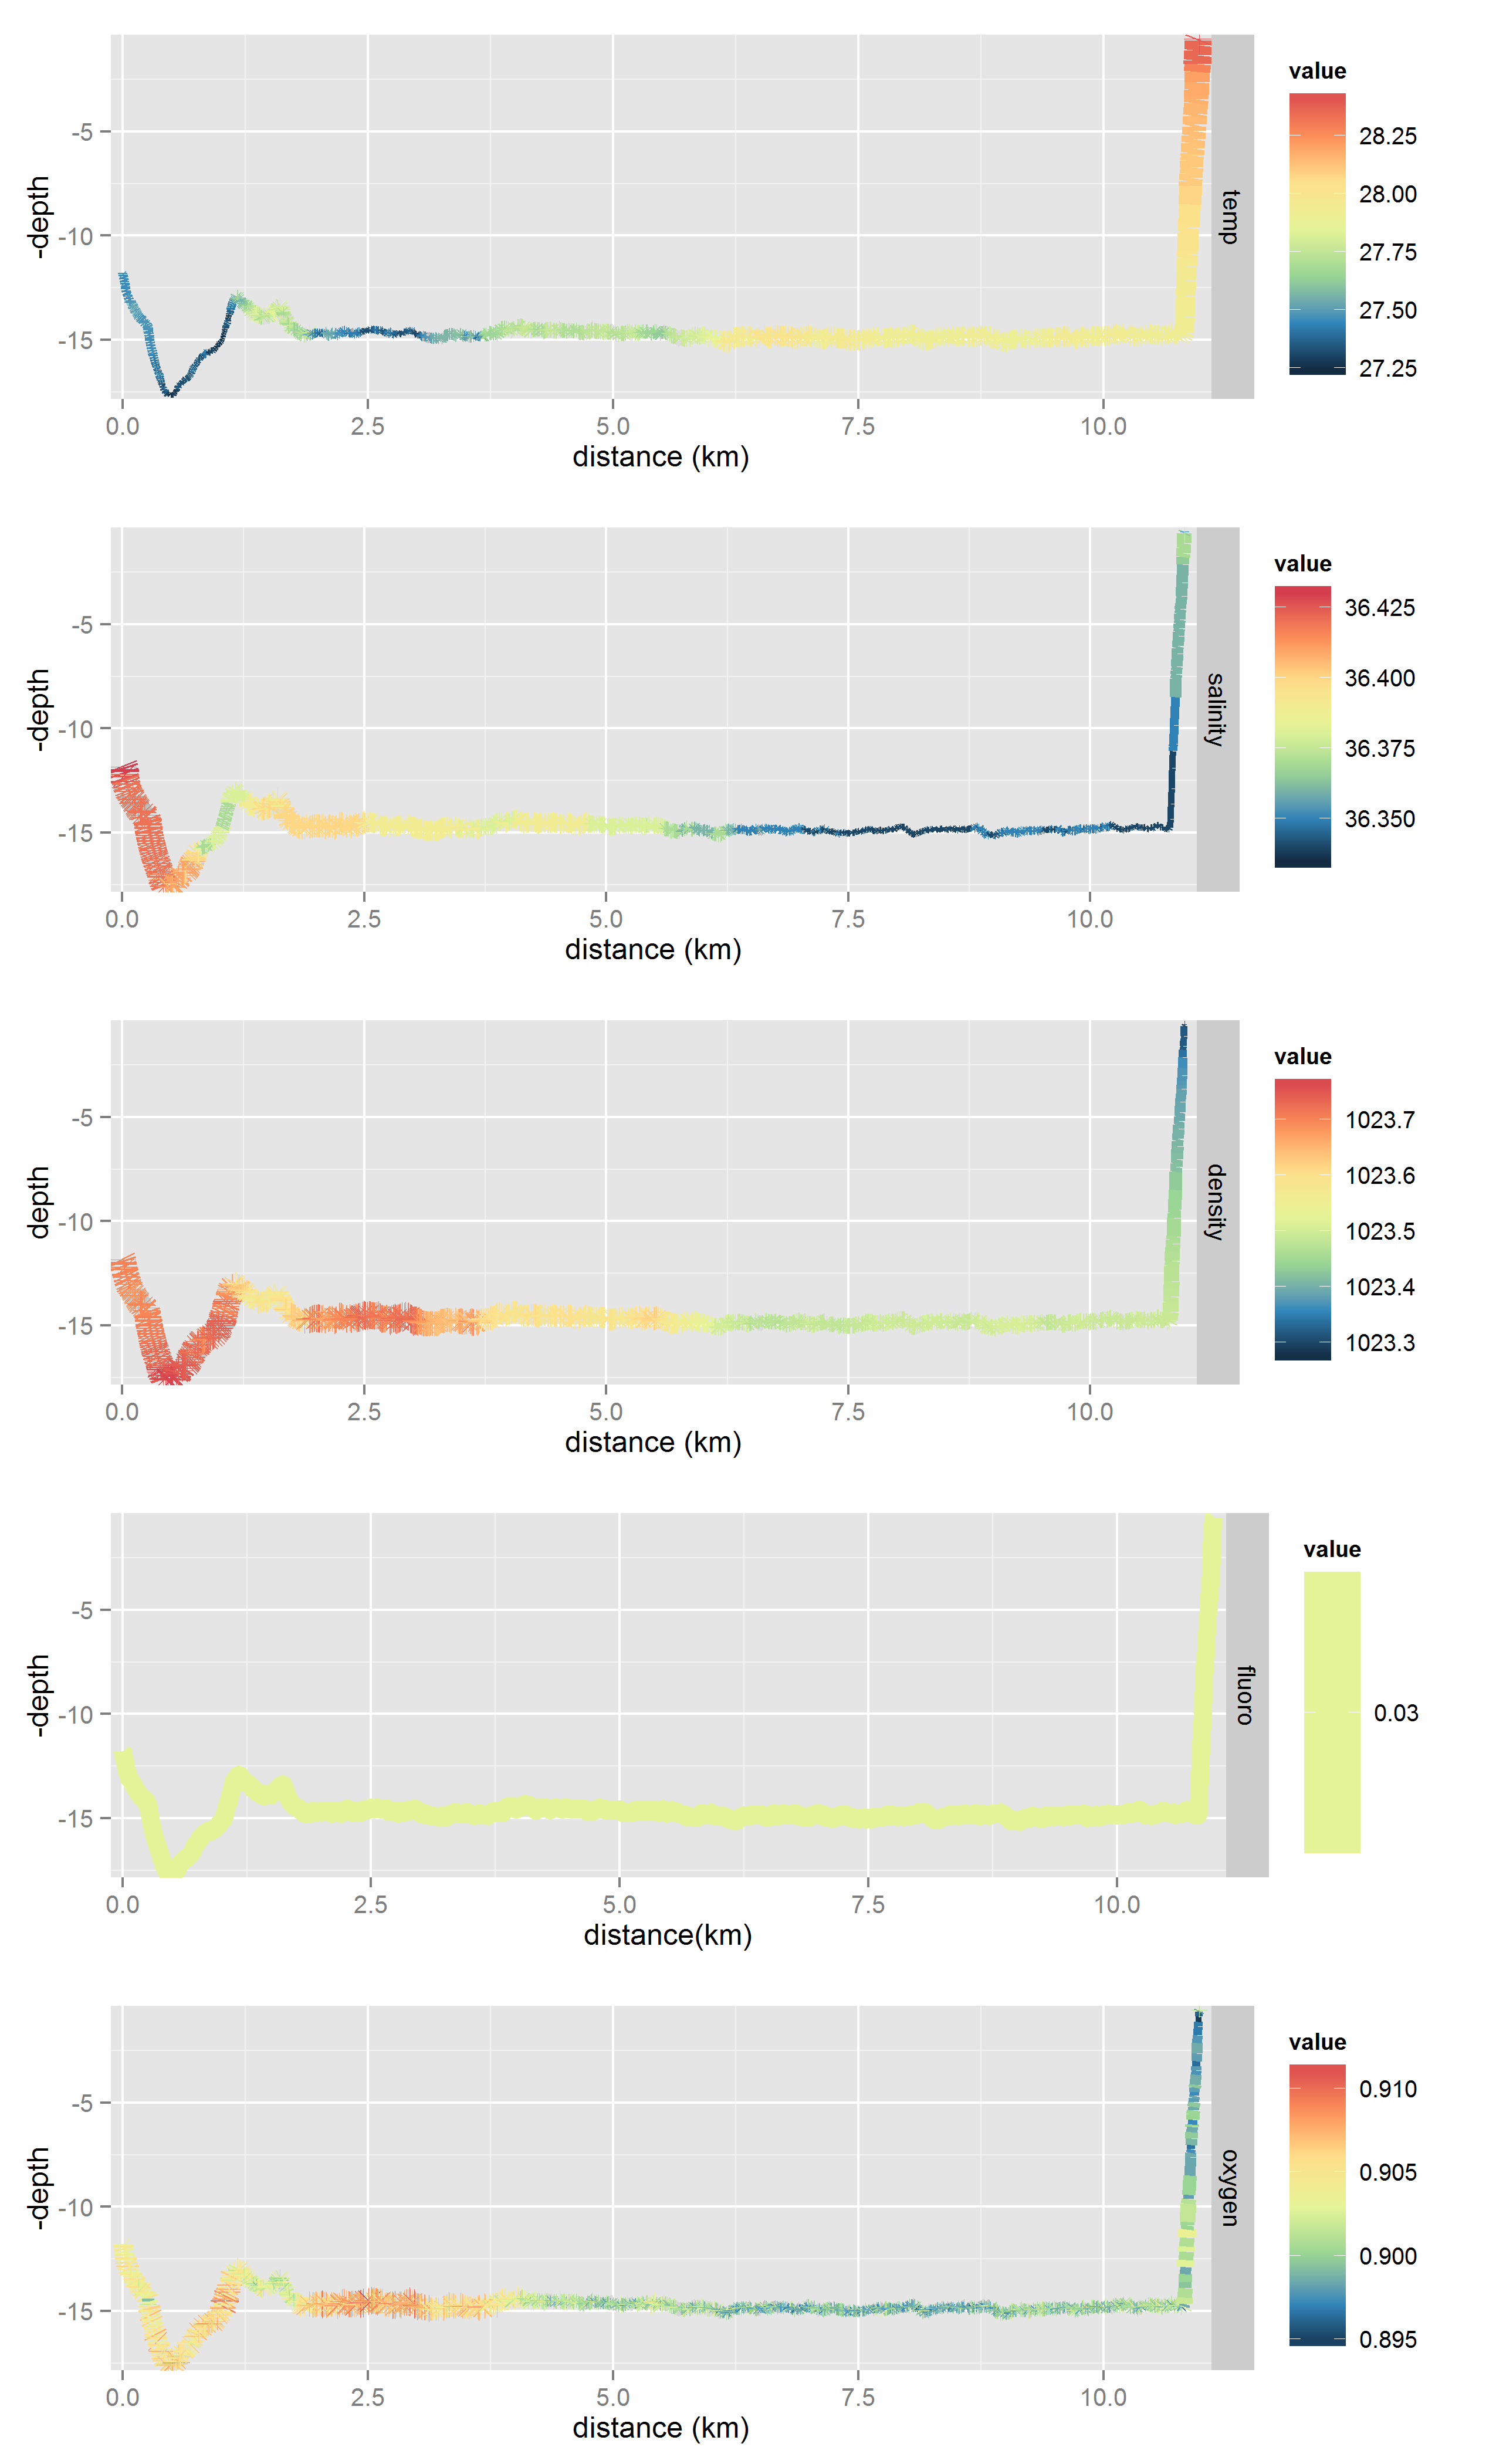 value
-depth
-5
-10
-15
temp
28.25
28.00
27.75
27.50
27.25
0.0 2.5 5.0 7.5 10.0
distance (km)
value
-depth
-5
-10
-15
salinity
36.425
36.400
36.375
36.350
0.0 2.5 5.0 7.5 10.0
distance (km)
value
depth
-5
-10
-15
density
1023.7
1023.6
1023.5
1023.4
1023.3
0.0 2.5 5.0 7.5 10.0
distance (km)
value
-depth
-5
-10
-15
fluoro
0.03
0.0 2.5 5.0 7.5 10.0
distance(km)
value
-depth
-5
-10
-15
oxygen
0.910
0.905
0.900
0.895
0.0 2.5 5.0 7.5 10.0
distance (km)